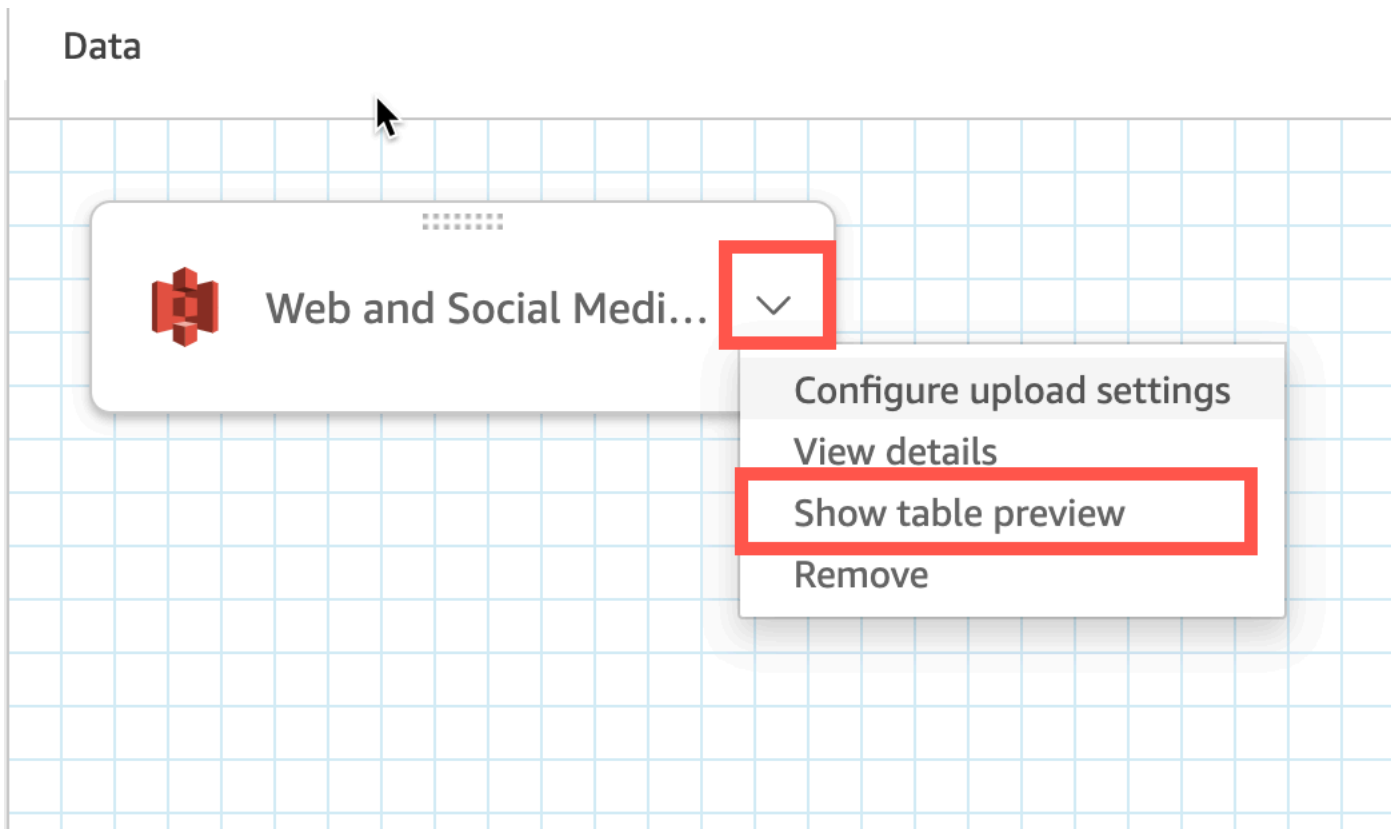 Data
Web and Social Medi...
Configure upload settings
View details
Show table preview
Remove